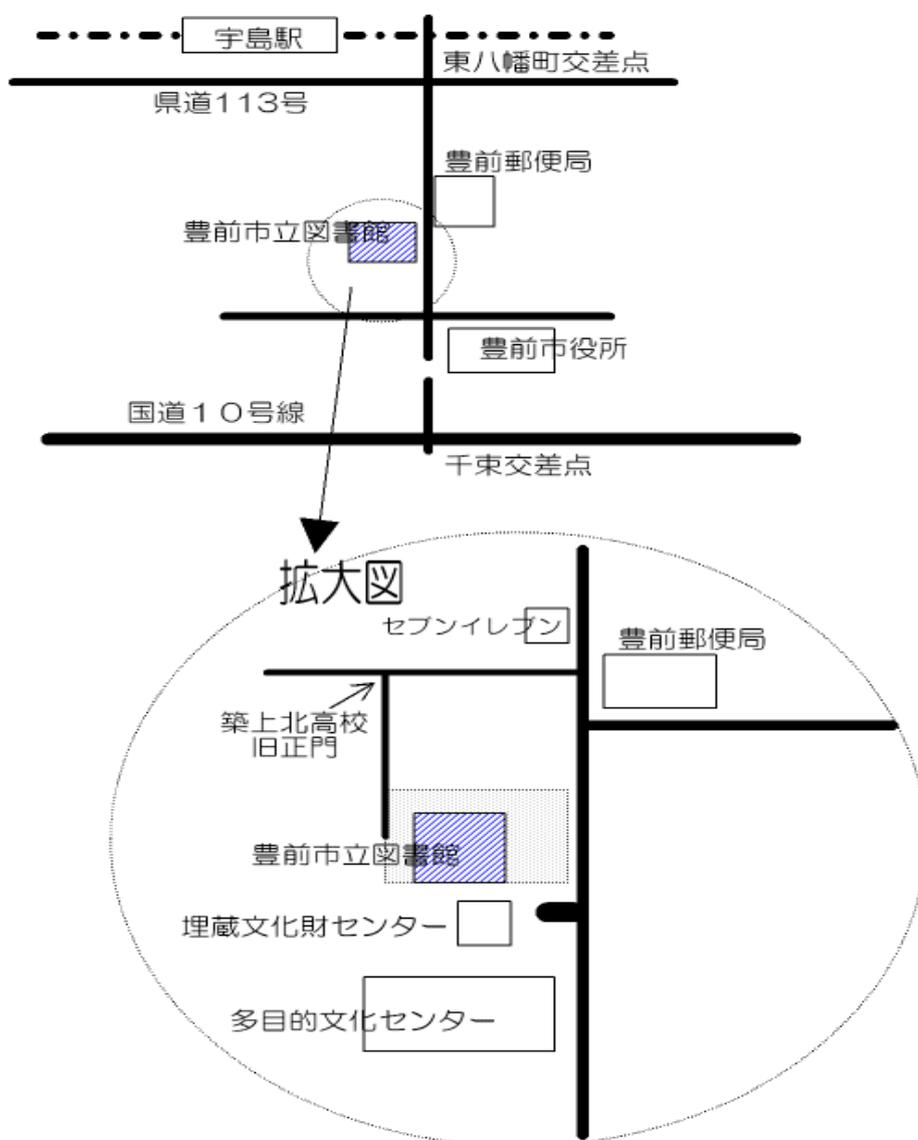 宇島駅
東八幡町交差点
県道113号
豊前郵便局
豊前市立図書館
豊前市役所
国道10号線
千束交差点
拡大図
セブンイレブン
豊前郵便局
築上北高校
旧正門
豊前市立図書館
埋蔵文化財センター
多目的文化センター